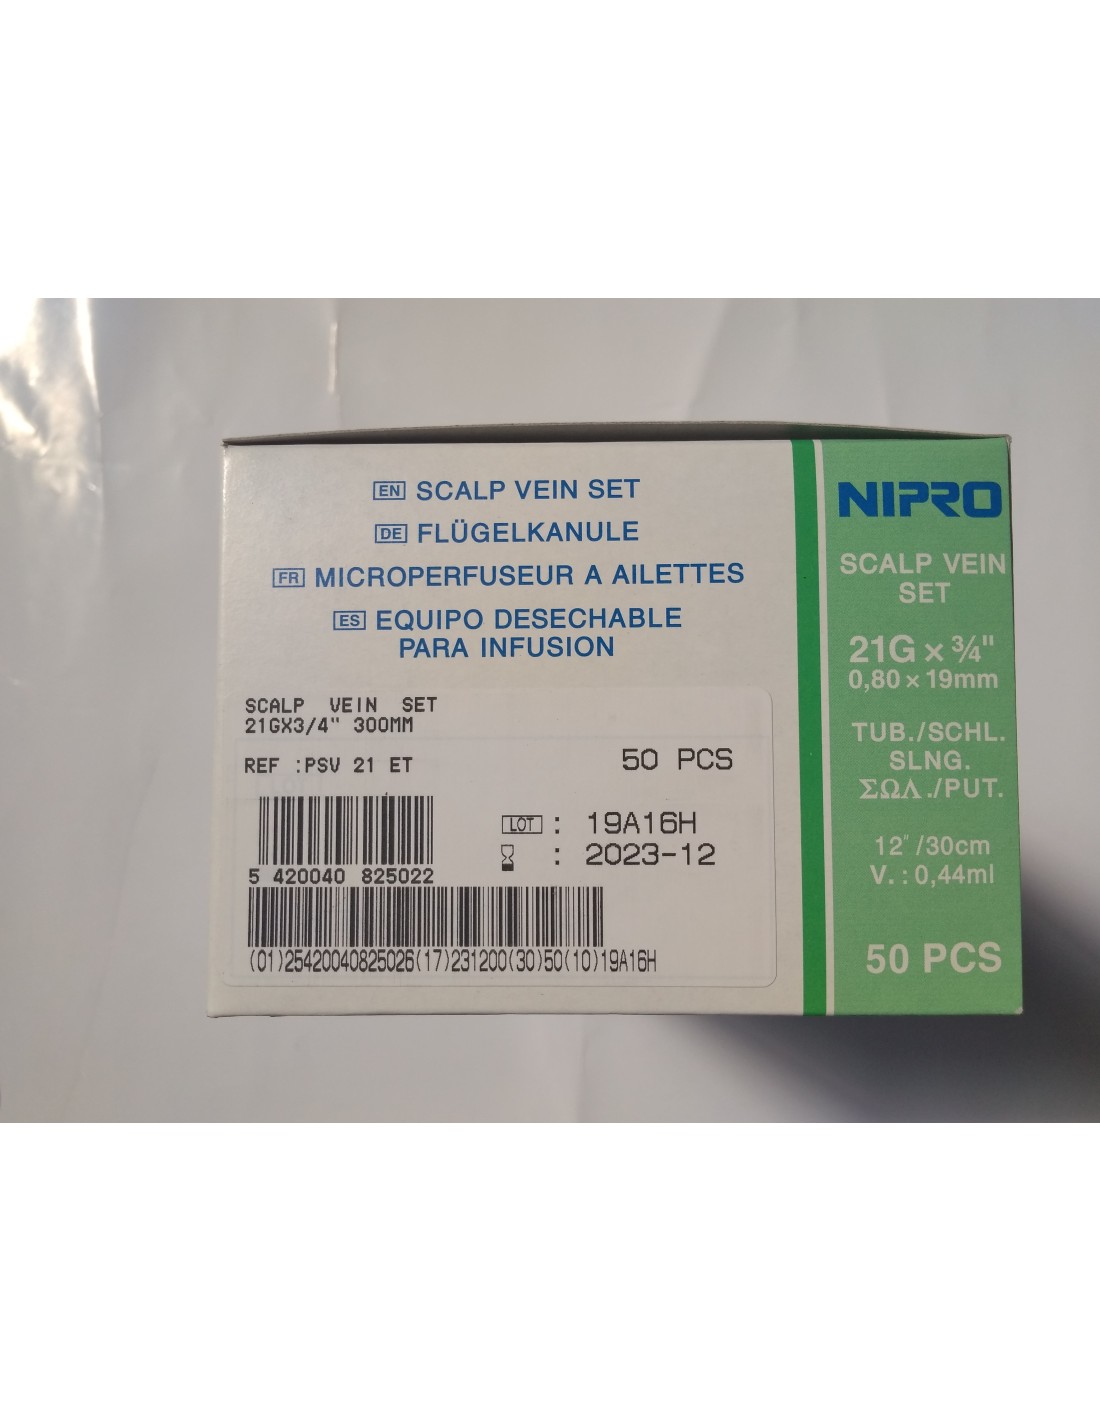 EN SCALP VEIN SET
DE FLÜGELKANULE
FR MICROPERFUSEUR A AILETTES
ES EQUIPO DESECHABLE
PARA INFUSION
SCALP VEIN SET
21GX3/4" 300MM
REF :PSV 21 ET
50 PCS
LOT : 19A16H
: 2023-12
5 420040 825022
(01)25420040825026(17)231200(30)50(10)19A16H
NIPRO
SCALP VEIN
SET
21G × ¾"
0,80 × 19mm
TUB./SCHL.
SLNG.
ΣΩΛ./PUT.
12"/30cm
V. : 0,44ml
50 PCS